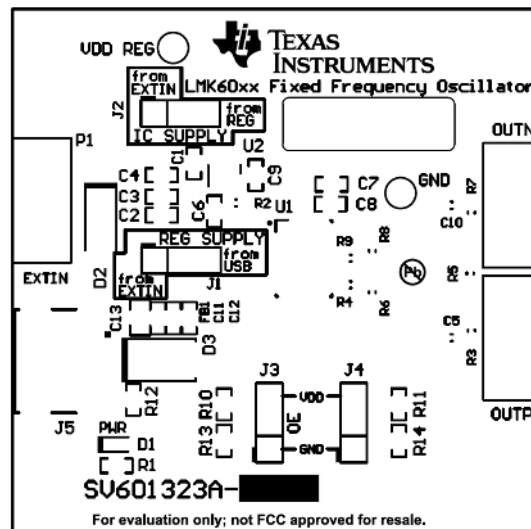 VDD REG
TEXAS
INSTRUMENTS
from
EXTIN
LMK60xx Fixed Frequency Oscillator
J2
from
REG
IC SUPPLY
P1
OUTN
C1
U2
C4
C9
C7
GND
R7
C3
C2
C6
R2
U1
C8
C10
REG SUPPLY
R9
R8
from
USB
Pb
EXTIN
D2
from
EXTIN
J1
R4
R6
R5
C13
FB1
C11
C12
C5
R3
D3
J3
J4
R12
R10
VDD
R11
OUTP
J5
PWR
OE
D1
R13
GND
R14
R1
SV601323A-
For evaluation only; not FCC approved for resale.